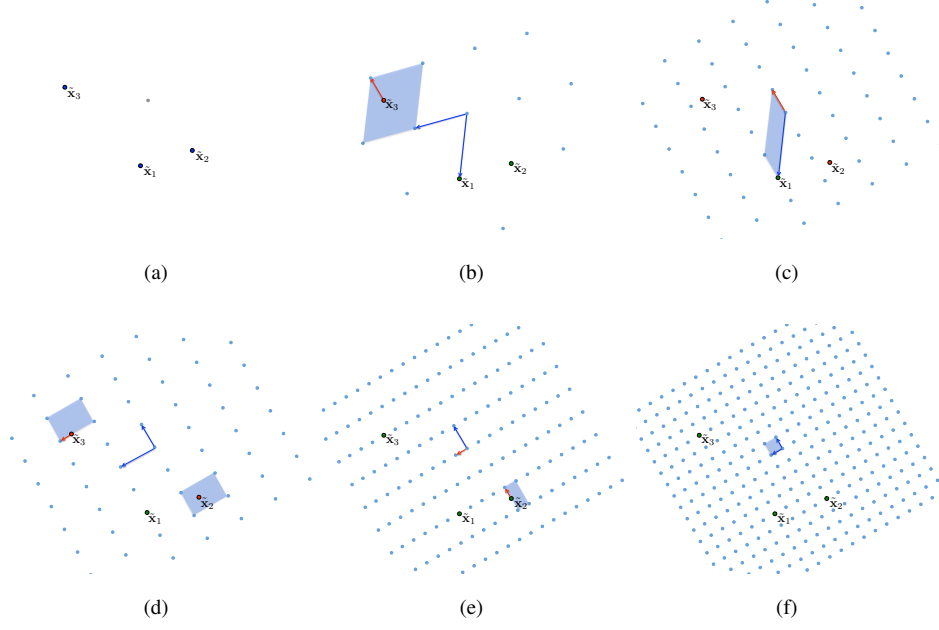 x̃₃
x̃₂
x̃₁
(a)
x̃₃
x̃₂
x̃₁
(b)
x̃₃
x̃₂
x̃₁
(c)
x̃₃
x̃₂
x̃₁
(d)
x̃₃
x̃₂
x̃₁
(e)
x̃₃
x̃₂
x̃₁
(f)